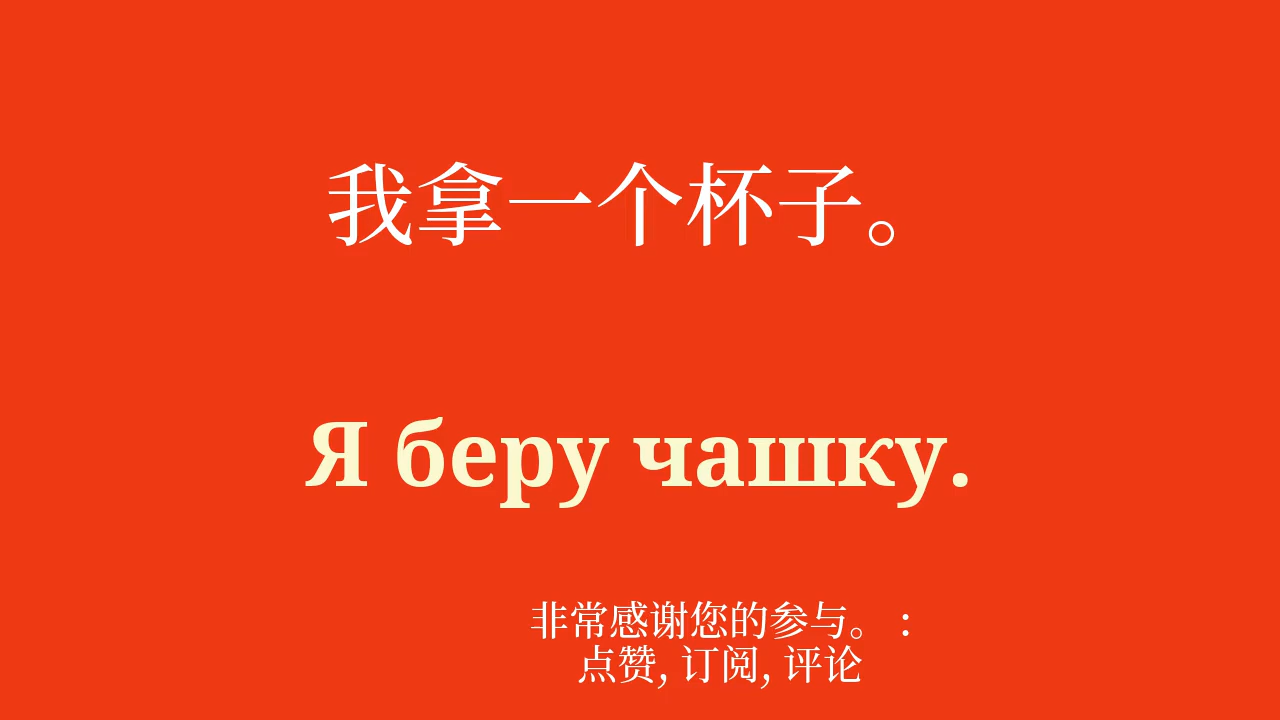 我拿一个杯子。
Я беру чашку.
非常感谢您的参与。 :
点赞, 订阅, 评论